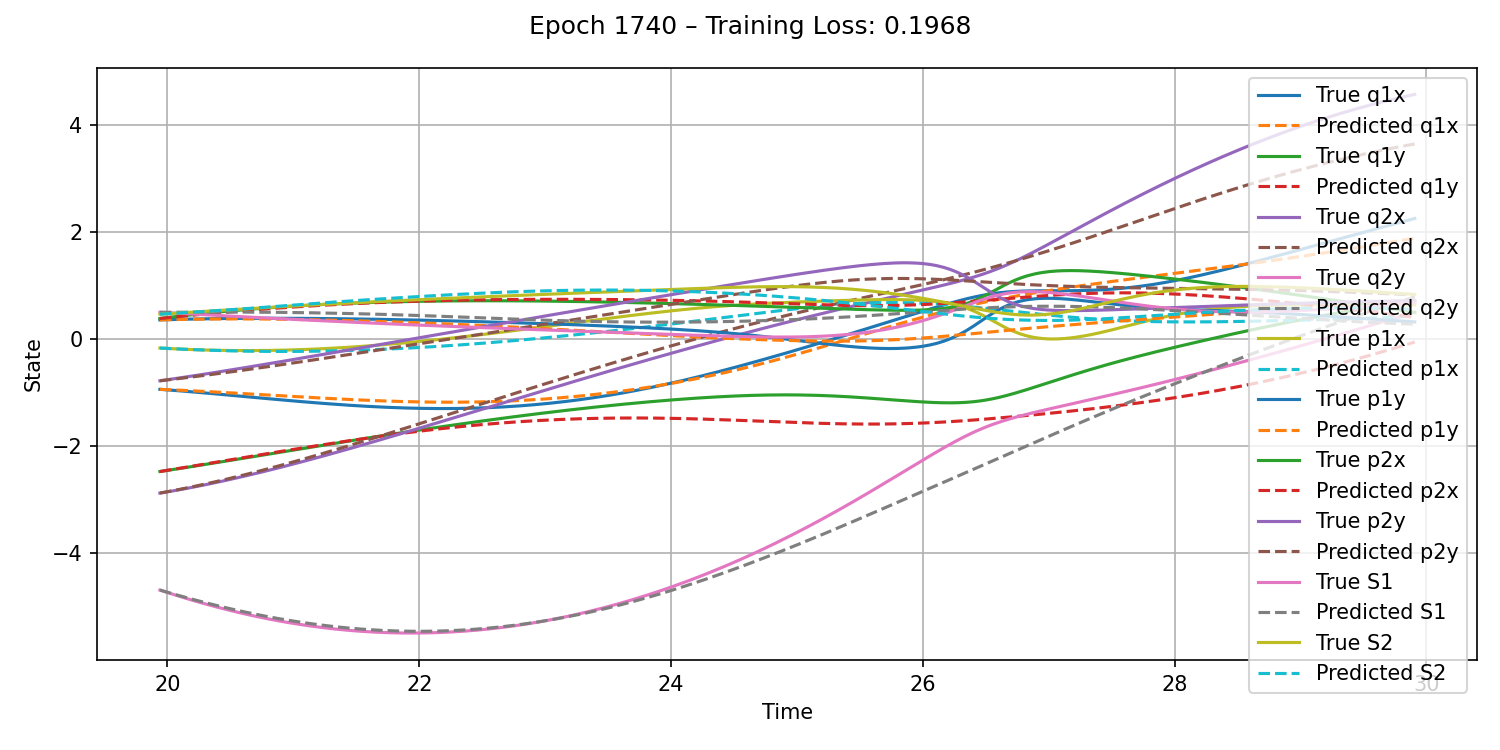 Epoch 1740 – Training Loss: 0.1968
State
4
2
0
−2
−4
20
22
24
26
28
30
Time
True q1x
Predicted q1x
True q1y
Predicted q1y
True q2x
Predicted q2x
True q2y
Predicted q2y
True p1x
Predicted p1x
True p1y
Predicted p1y
True p2x
Predicted p2x
True p2y
Predicted p2y
True S1
Predicted S1
True S2
Predicted S2